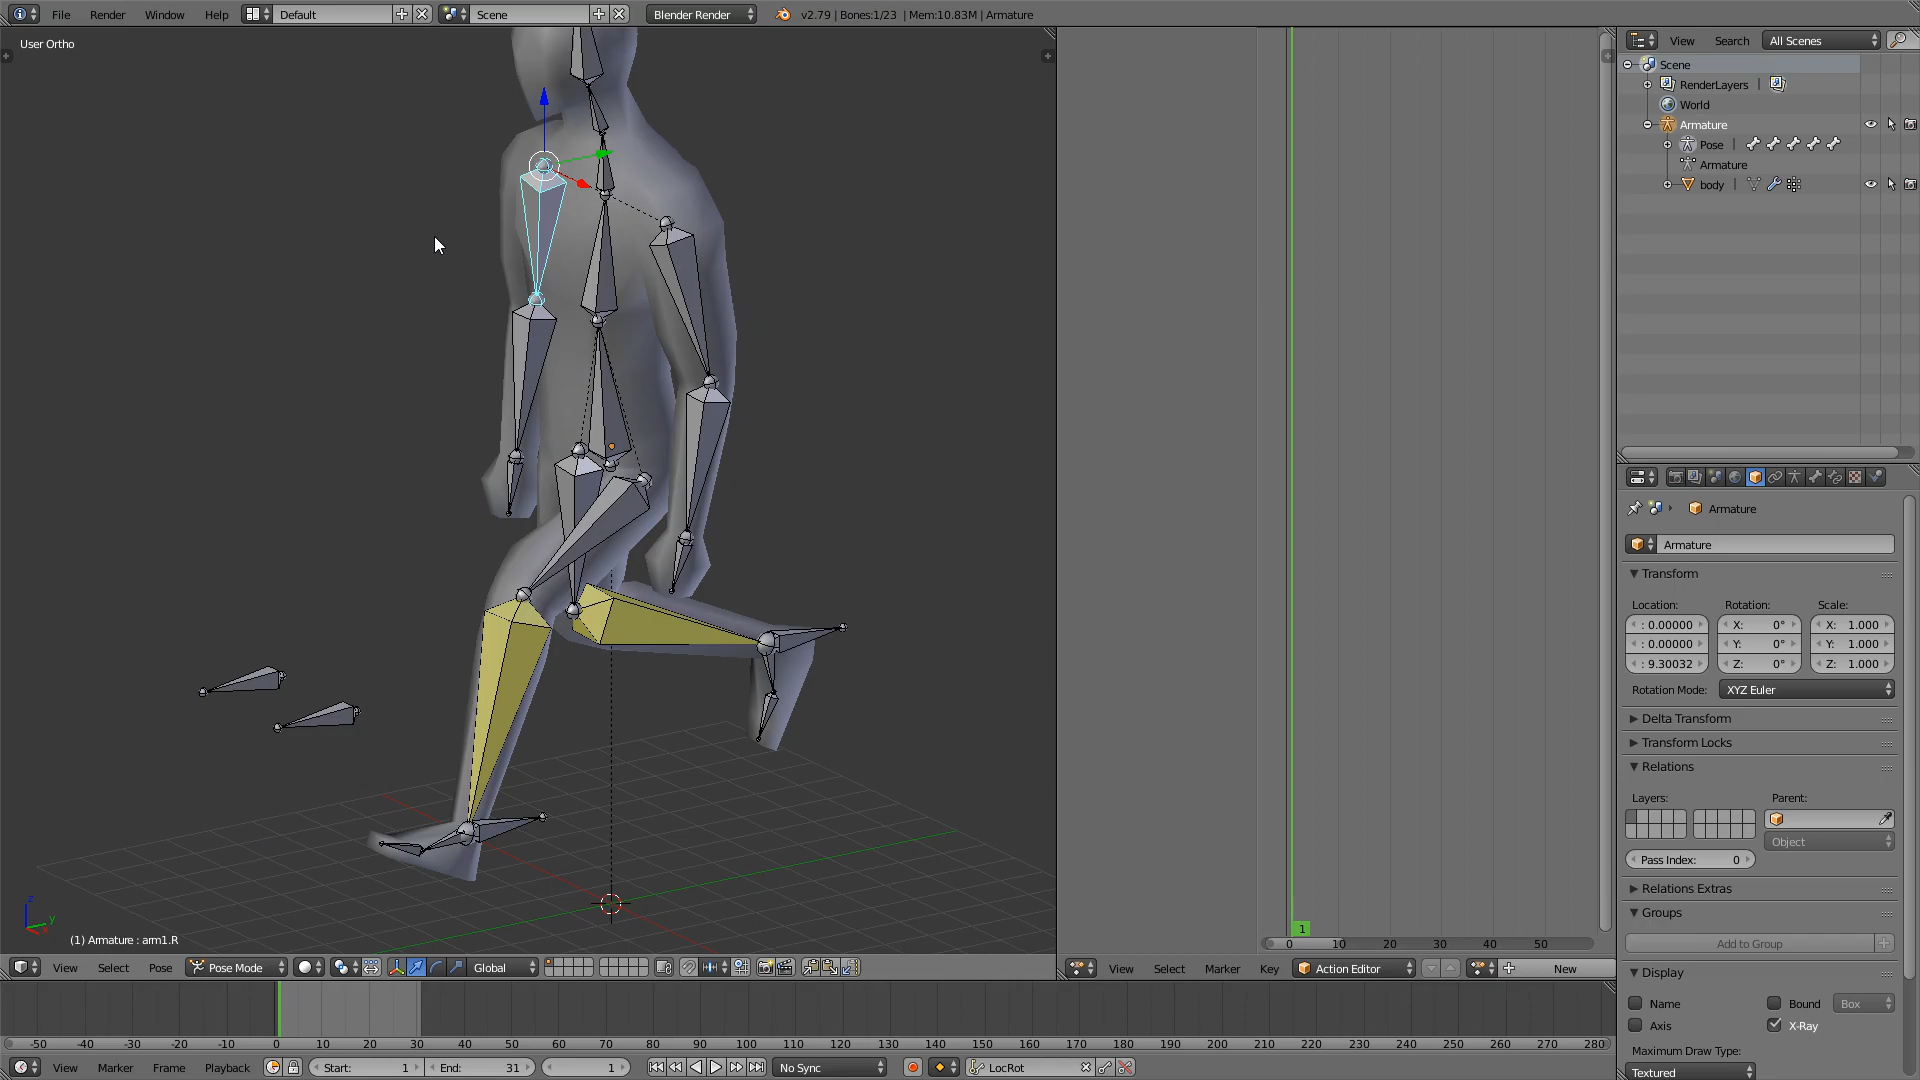 File Render Window Help Default Scene Blender Render v2.79 | Bones:1/23 | Mem:10.83M | Armature
User Ortho
View Search All Scenes
Scene
RenderLayers |
World
Armature
Pose |
Armature
body |
Armature
Armature
Transform
Location: Rotation: Scale:
: 0.00000 X: 0° X: 1.000
: 0.00000 Y: 0° Y: 1.000
: 9.30032 Z: 0° Z: 1.000
Rotation Mode: XYZ Euler
Delta Transform
Transform Locks
Relations
Layers: Parent:
Object
Pass Index: 0
Relations Extras
Groups
Add to Group
Display
Name Bound Box
Axis X-Ray
Maximum Draw Type:
Textured
z
y
(1) Armature : arm1.R
View Select Pose Pose Mode Global
1
0 10 20 30 40 50
View Select Marker Key Action Editor New
-50 -40 -30 -20 -10 0 10 20 30 40 50 60 70 80 90 100 110 120 130 140 150 160 170 180 190 200 210 220 230 240 250 260 270 280
View Marker Frame Playback Start: 1 End: 31 1 No Sync LocRot